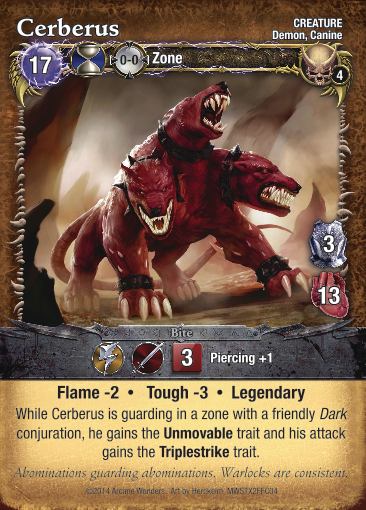 Cerberus
CREATURE
Demon, Canine
17
0-0 Zone
4
3
13
Bite
3 Piercing +1
Flame -2 • Tough -3 • Legendary
While Cerberus is guarding in a zone with a friendly Dark
conjuration, he gains the Unmovable trait and his attack
gains the Triplestrike trait.
Abominations guarding abominations, Warlocks are consistent.
©2014 Arcane Wonders. Art by Herckeim. MWSTX2FFC04